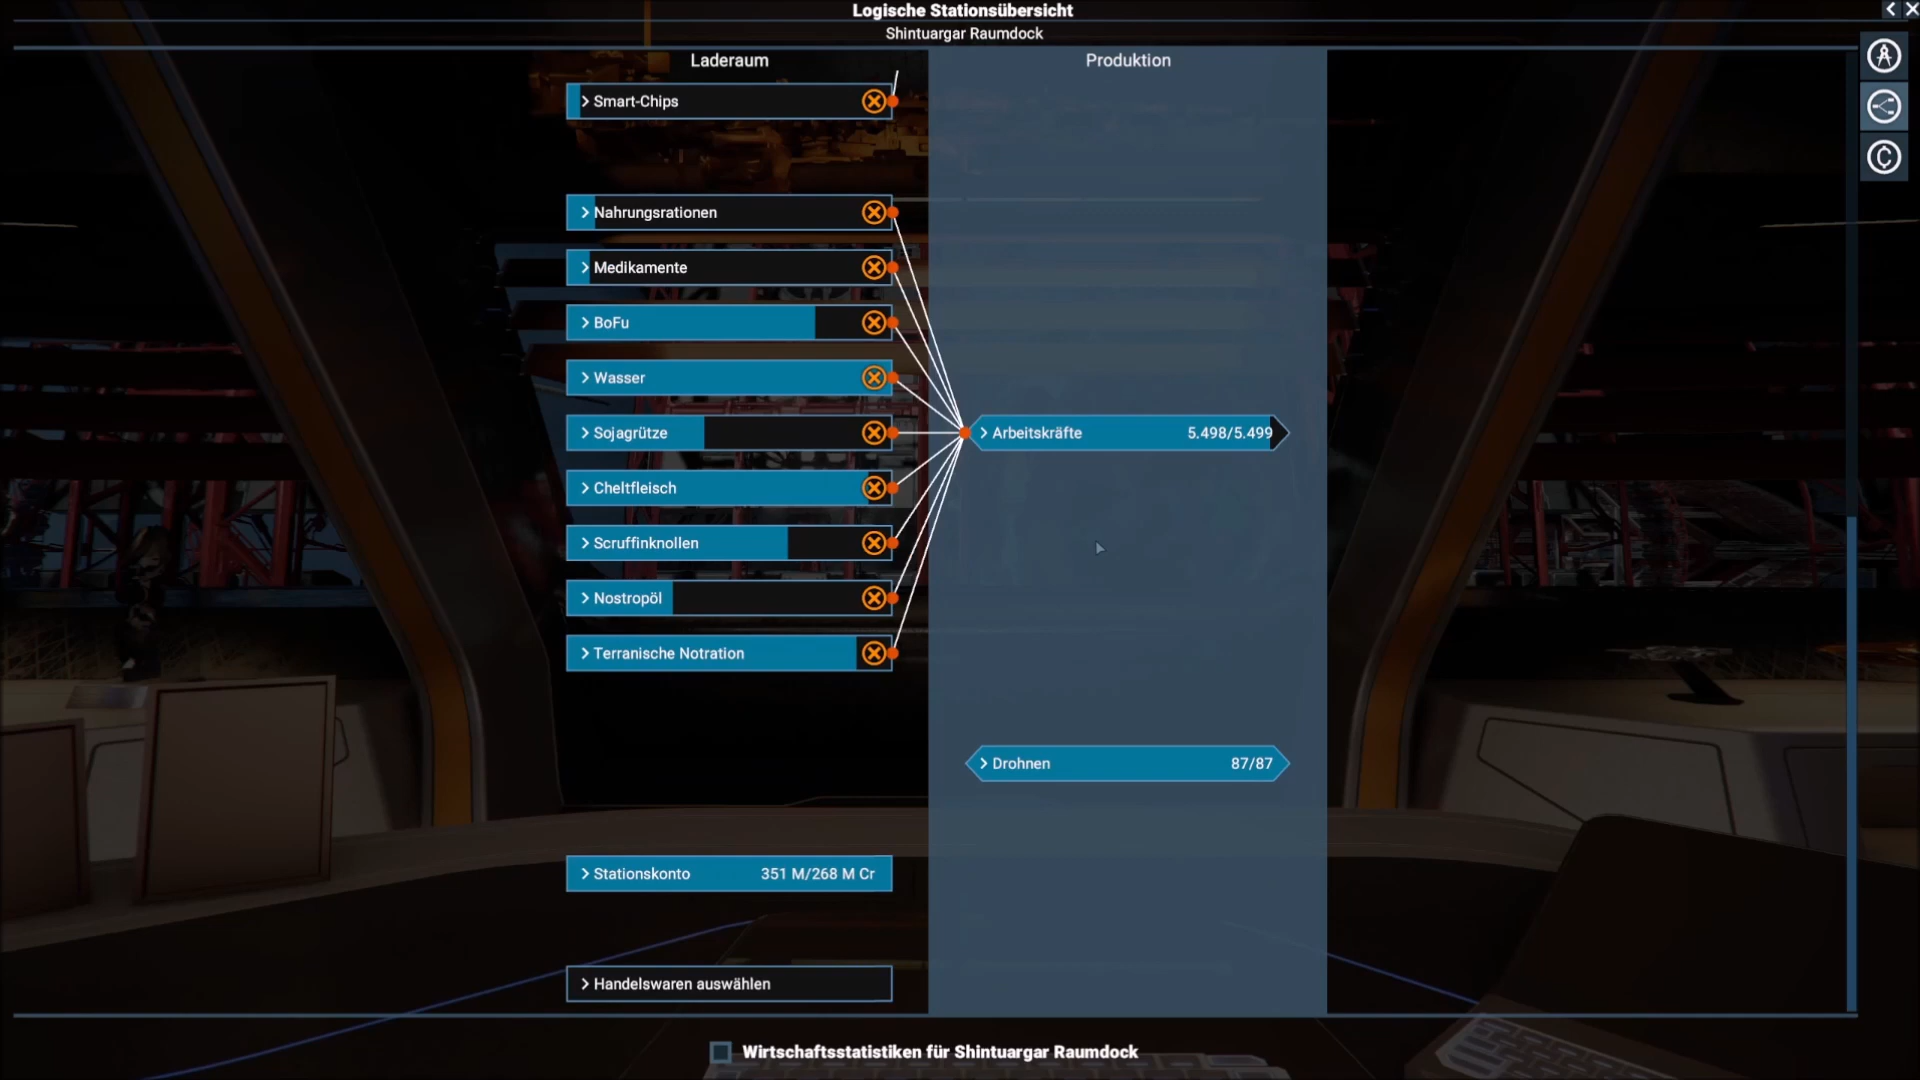 Logische Stationsübersicht
Shintuargar Raumdock
Laderaum
Produktion
Smart-Chips
Nahrungsrationen
Medikamente
BoFu
Wasser
Sojagrütze
Arbeitskräfte 5.498/5.499
Cheltfleisch
Scruffinknollen
Nostropöl
Terranische Notration
Drohnen 87/87
Stationskonto 351 M/268 M Cr
Handelswaren auswählen
Wirtschaftsstatistiken für Shintuargar Raumdock